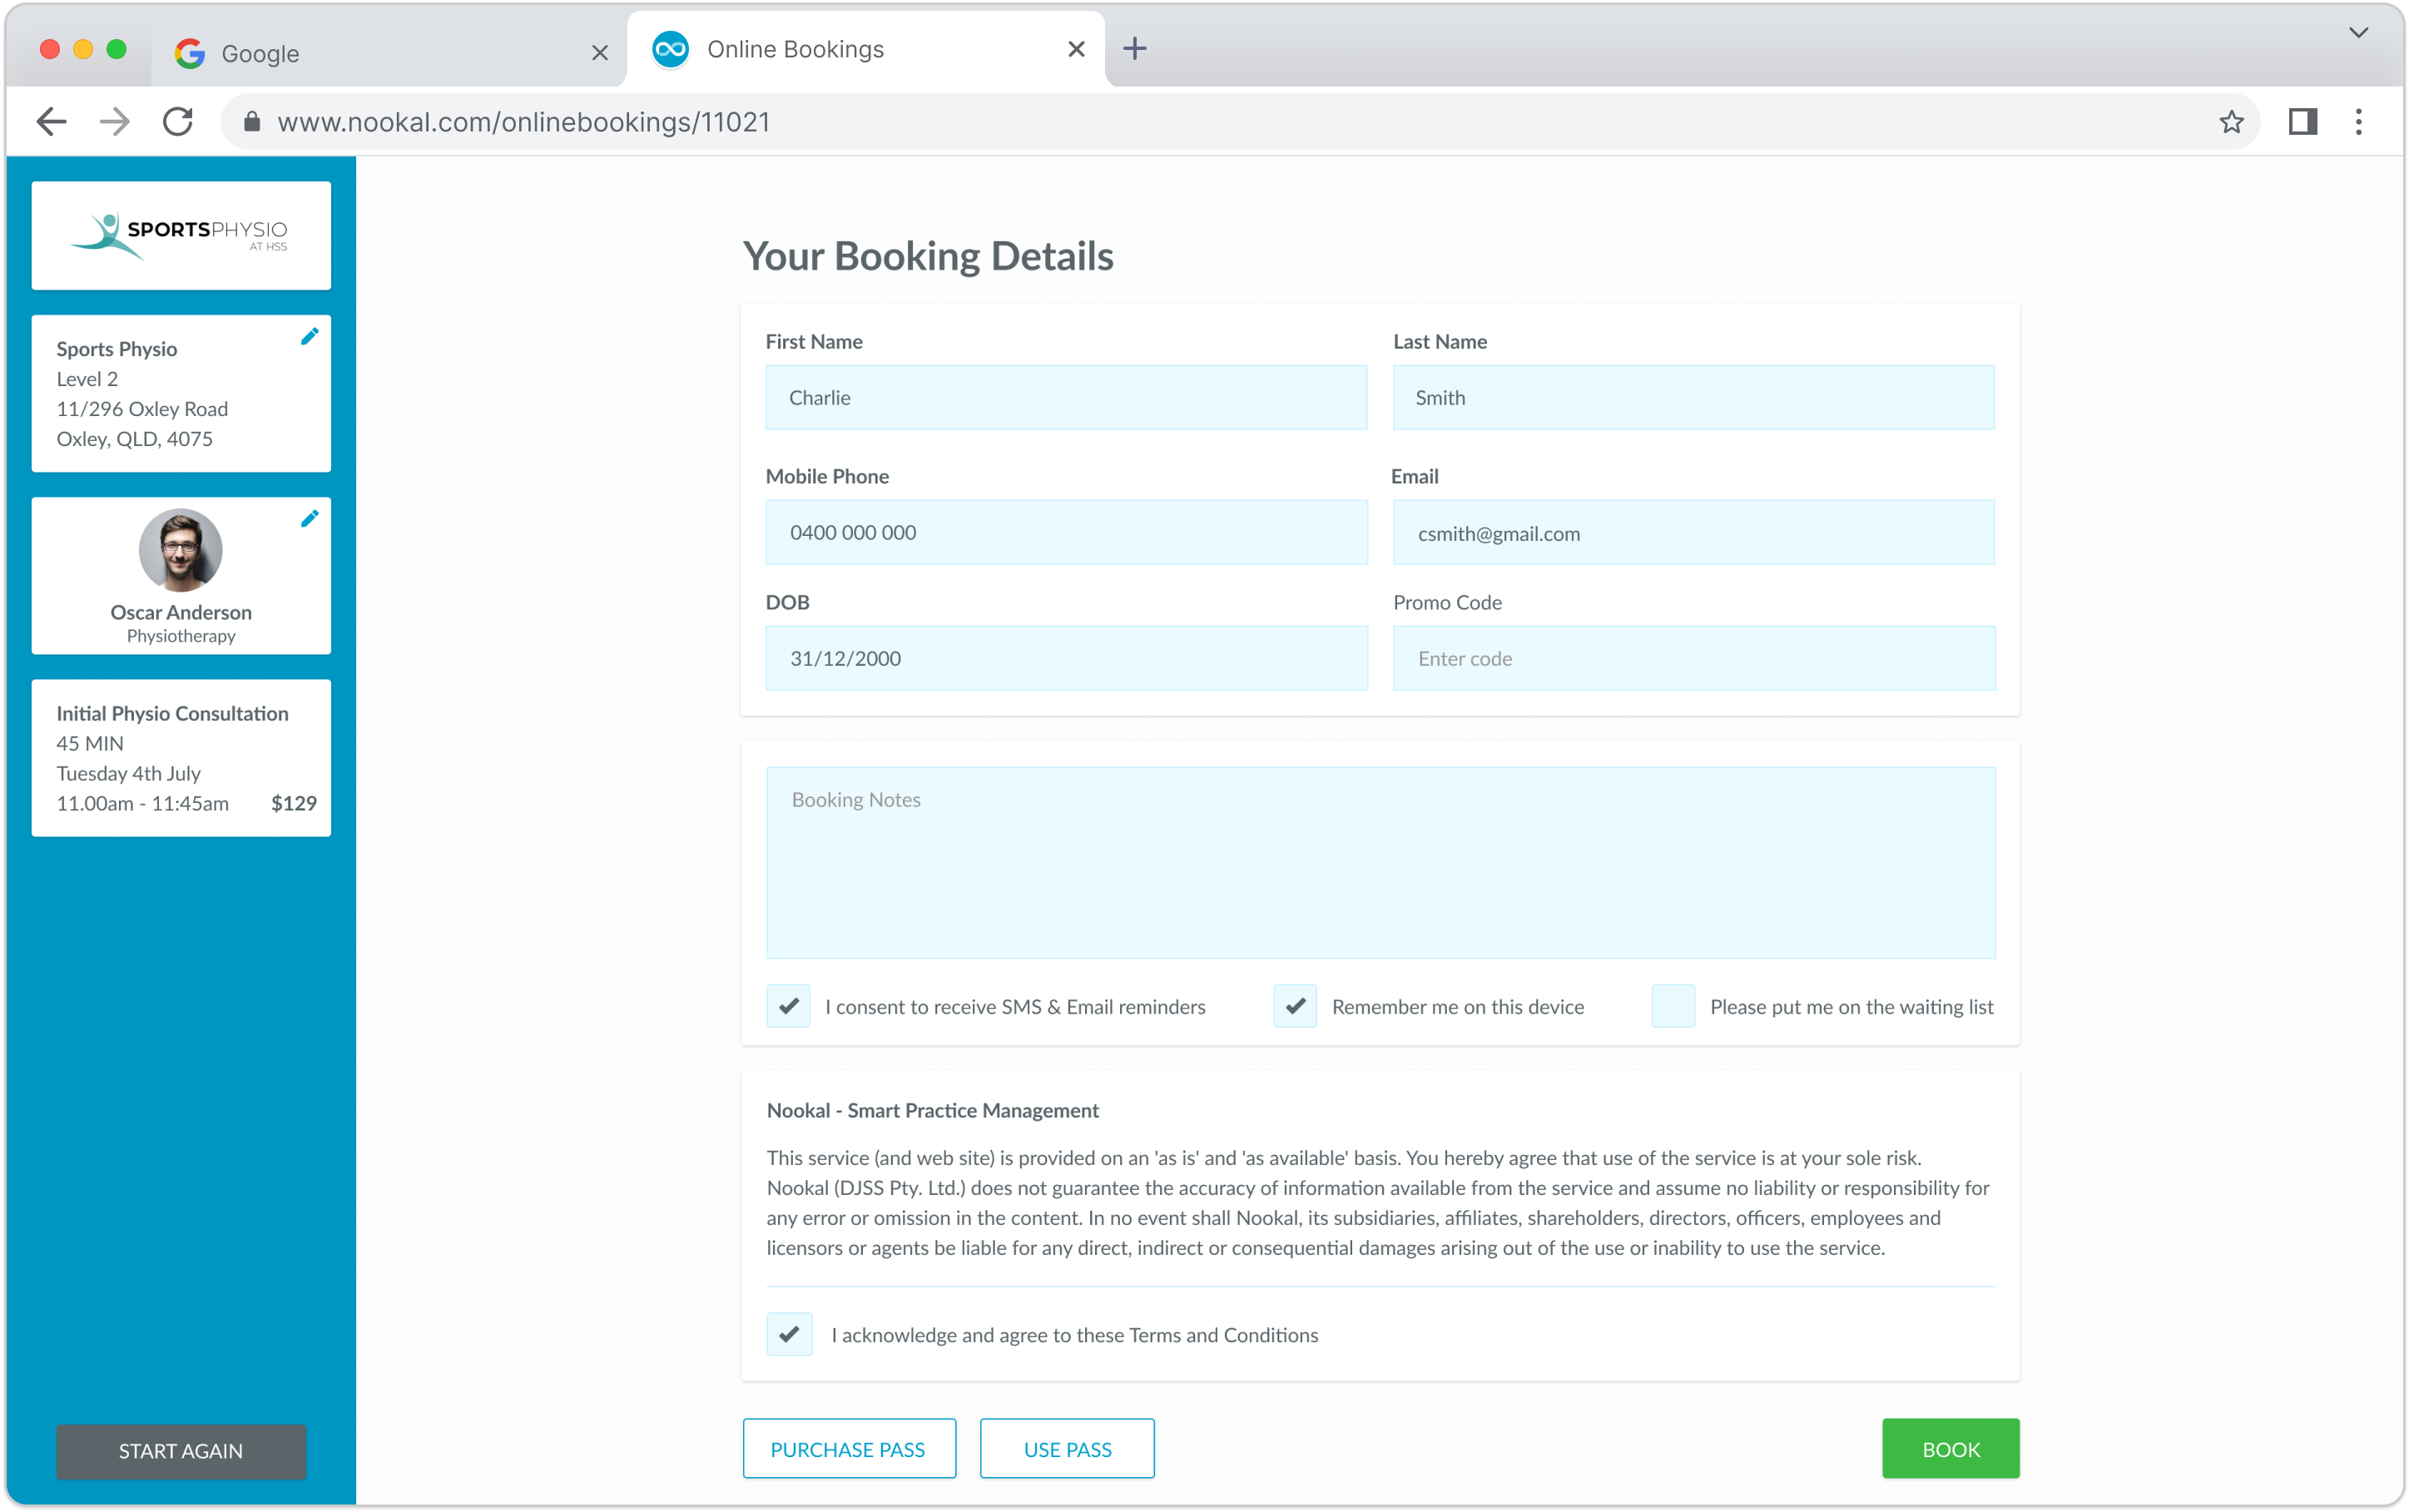 Google
Online Bookings
www.nookal.com/onlinebookings/11021
SPORTSPHYSIO
AT HSS
Sports Physio
Level 2
11/296 Oxley Road
Oxley, QLD, 4075
Oscar Anderson
Physiotherapy
Initial Physio Consultation
45 MIN
Tuesday 4th July
11.00am - 11:45am $129
START AGAIN
Your Booking Details
First Name Last Name
Charlie Smith
Mobile Phone Email
0400 000 000 csmith@gmail.com
DOB Promo Code
31/12/2000 Enter code
Booking Notes
I consent to receive SMS & Email reminders Remember me on this device Please put me on the waiting list
Nookal - Smart Practice Management
This service (and web site) is provided on an 'as is' and 'as available' basis. You hereby agree that use of the service is at your sole risk.
Nookal (DJSS Pty. Ltd.) does not guarantee the accuracy of information available from the service and assume no liability or responsibility for
any error or omission in the content. In no event shall Nookal, its subsidiaries, affiliates, shareholders, directors, officers, employees and
licensors or agents be liable for any direct, indirect or consequential damages arising out of the use or inability to use the service.
I acknowledge and agree to these Terms and Conditions
PURCHASE PASS USE PASS BOOK